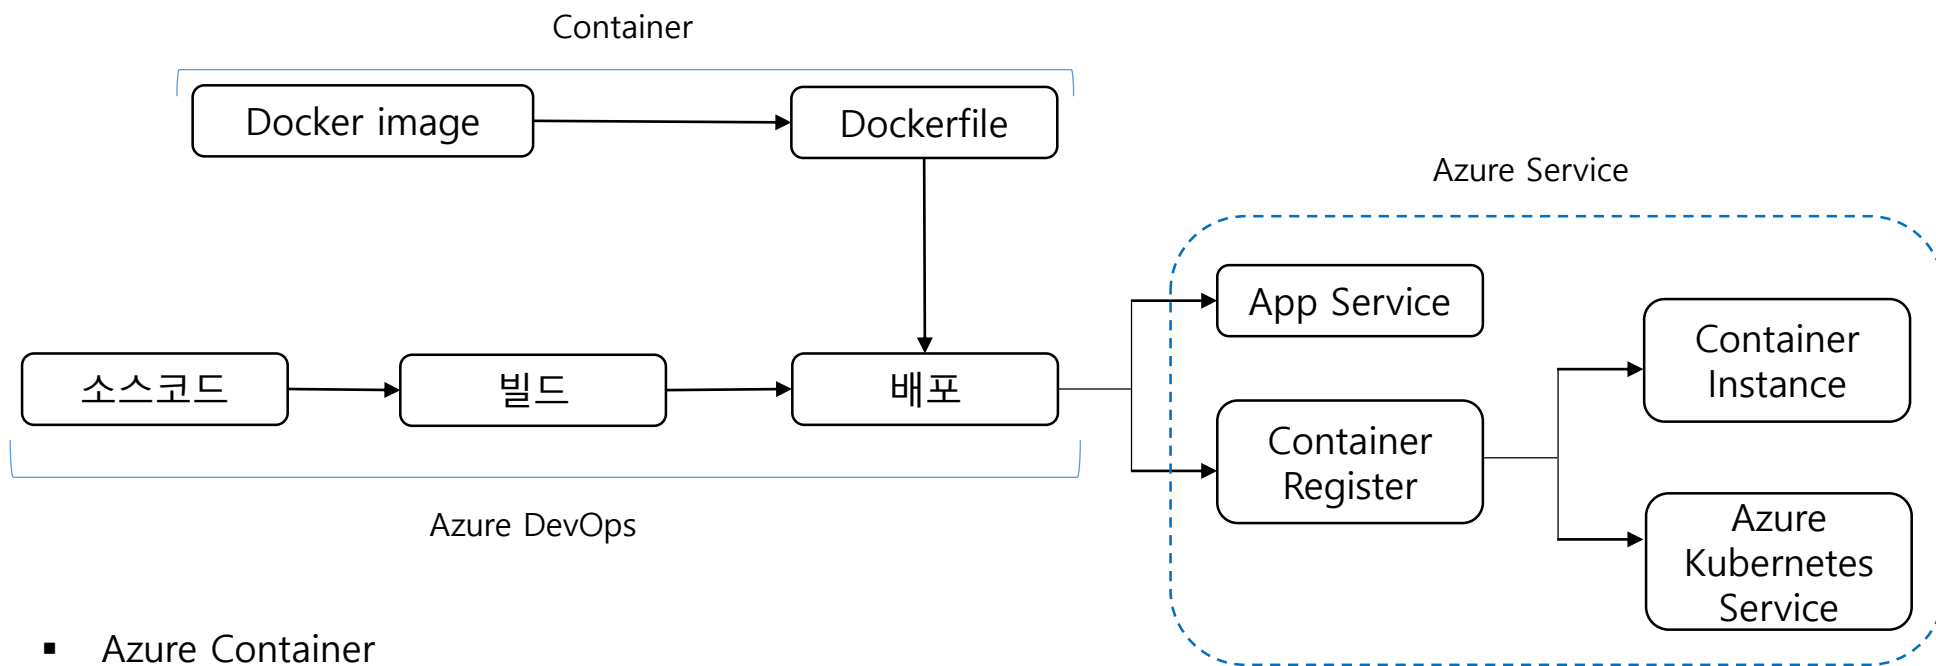 Container
Docker image
Dockerfile
Azure Service
App Service
Container
Instance
소스코드
빌드
배포
Container
Register
Azure DevOps
Azure
Kubernetes
Service
▪ Azure Container